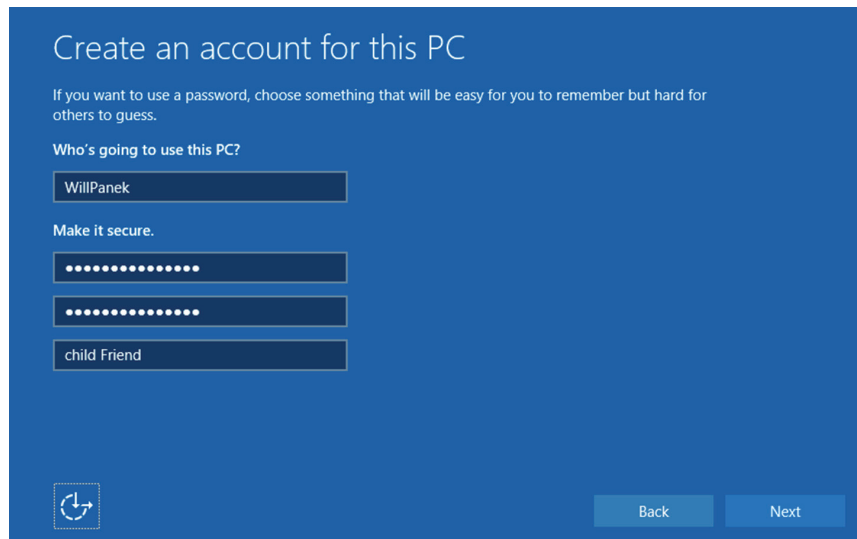 Create an account for this PC
If you want to use a password, choose something that will be easy for you to remember but hard for
others to guess.
Who's going to use this PC?
WillPanek
Make it secure.
●●●●●●●●●●●●●●●
●●●●●●●●●●●●●●●
child Friend
Back Next